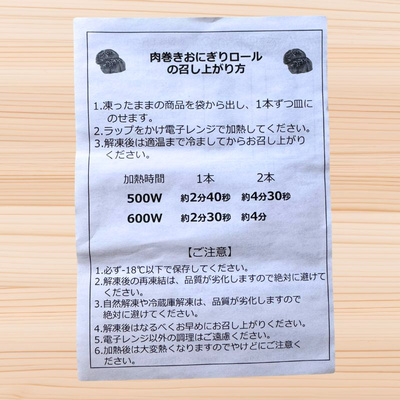 肉巻きおにぎりロール
の召し上がり方
1.凍ったままの商品を袋から出し、1本ずつ皿に
のせます。
2.ラップをかけ電子レンジで加熱してください。
3.解凍後は適温まで冷ましてからお召し上がり
ください。
加熱時間 1本 2本
500W 約2分40秒 約4分30秒
600W 約2分30秒 約4分
【ご注意】
1.必ず-18℃以下で保存してください。
2.解凍後の再凍結は、品質が劣化しますので絶対に避けて
ください。
3.自然解凍や冷蔵庫解凍は、品質が劣化しますので
絶対に避けてください。
4.解凍後はなるべくお早めにお召し上がりください。
5.電子レンジ以外の調理はご遠慮ください。
6.加熱後は大変熱くなりますのでやけどにご注意く
ださい。